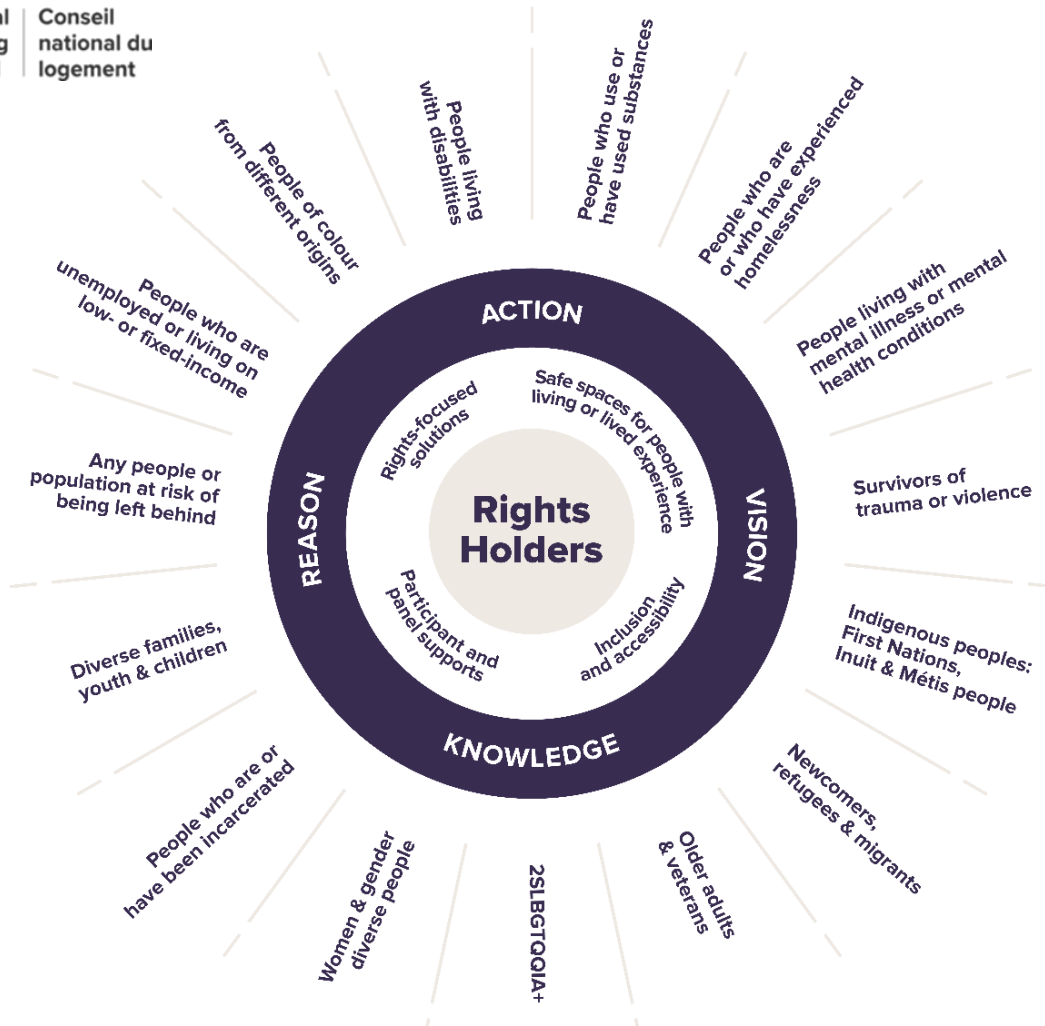 Conseil
national du
logement
People living
with disabilities
People who use or
have used substances
People who are
or who have experienced
homelessness
People living with
mental illness or mental
health conditions
Survivors of
trauma or violence
Indigenous peoples:
First Nations,
Inuit & Métis people
Newcomers,
refugees & migrants
Older adults
& veterans
2SLBGTQQIA+
Women & gender
diverse people
People who are or
have been incarcerated
Diverse families,
youth & children
Any people or
population at risk of
being left behind
People who are
unemployed or living on
low- or fixed-income
People of colour
from different origins
ACTION
VISION
KNOWLEDGE
REASON
Rights-focused
solutions
Safe spaces for people with
living or lived experience
Inclusion
and accessibility
Participant and
panel supports
Rights
Holders